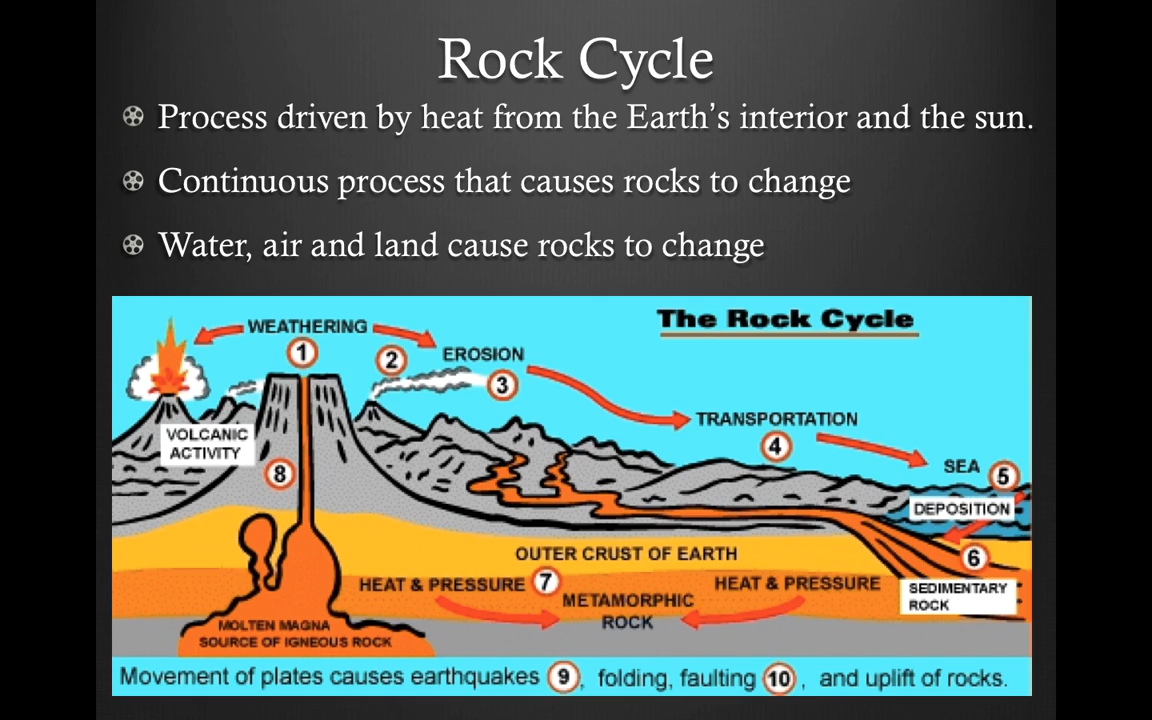 Rock Cycle
Process driven by heat from the Earth's interior and the sun.
Continuous process that causes rocks to change
Water, air and land cause rocks to change
The Rock Cycle
WEATHERING
1
2
EROSION
3
TRANSPORTATION
4
SEA
5
VOLCANIC
ACTIVITY
8
DEPOSITION
6
OUTER CRUST OF EARTH
HEAT & PRESSURE
7
HEAT & PRESSURE
METAMORPHIC
ROCK
SEDIMENTARY
ROCK
MOLTEN MAGNA
SOURCE OF IGNEOUS ROCK
Movement of plates causes earthquakes 9, folding, faulting 10, and uplift of rocks.